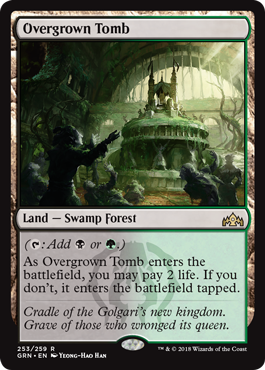 Overgrown Tomb
Land — Swamp Forest
(: Add or .)
As Overgrown Tomb enters the
battlefield, you may pay 2 life. If you
don't, it enters the battlefield tapped.
Cradle of the Golgari's new kingdom.
Grave of those who wronged its queen.
253/259 R
GRN • EN Yeong-Hao Han
™ & © 2018 Wizards of the Coast